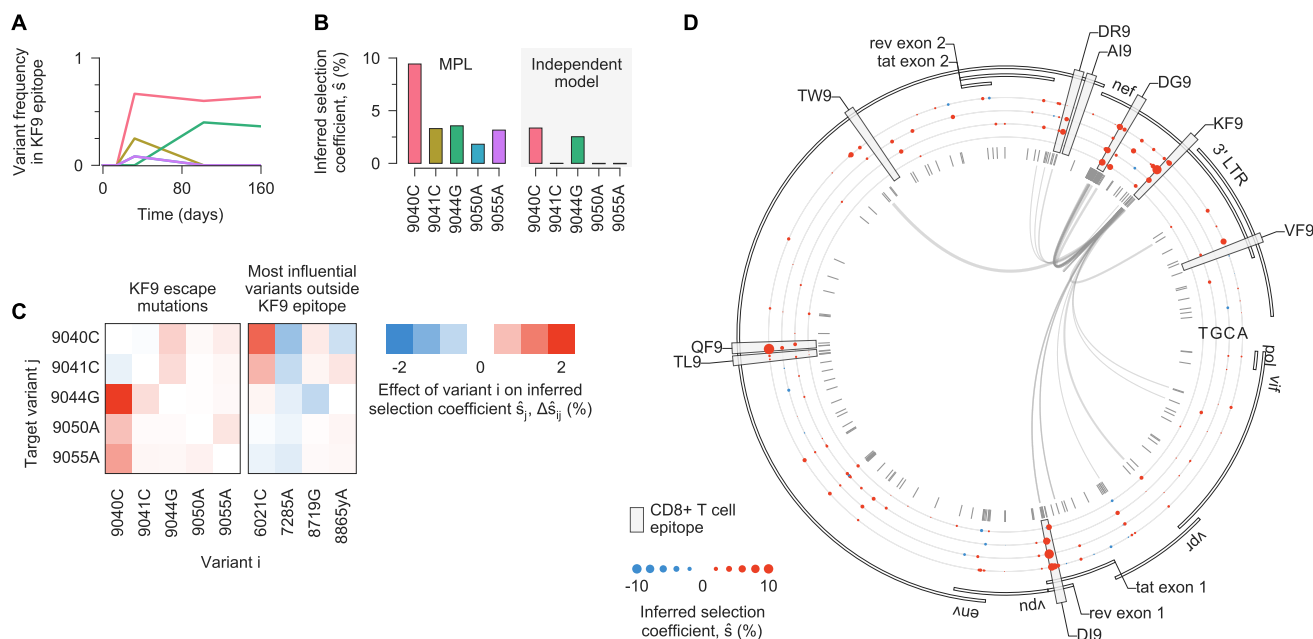 A
Variant frequency
in KF9 epitope
1
0
0
80
160
Time (days)
B
Inferred selection
coefficient, ŝ (%)
10
5
0
MPL
Independent
model
9040C
9041C
9044G
9050A
9055A
9040C
9041C
9044G
9050A
9055A
C
KF9 escape
mutations
Most influential
variants outside
KF9 epitope
Target variant j
9040C
9041C
9044G
9050A
9055A
9040C
9041C
9044G
9050A
9055A
6021C
7285A
8719G
8865yA
Variant i
-2
0
2
Effect of variant i on inferred
selection coefficient ŝj, Δŝij (%)
D
rev exon 2
tat exon 2
DR9
AI9
nef
DG9
TW9
KF9
3' LTR
VF9
TGCA
QF9
TL9
pol
vif
vpr
tat exon 1
rev exon 1
vpu
env
DI9
CD8+ T cell
epitope
-10
0
10
Inferred selection
coefficient, ŝ (%)